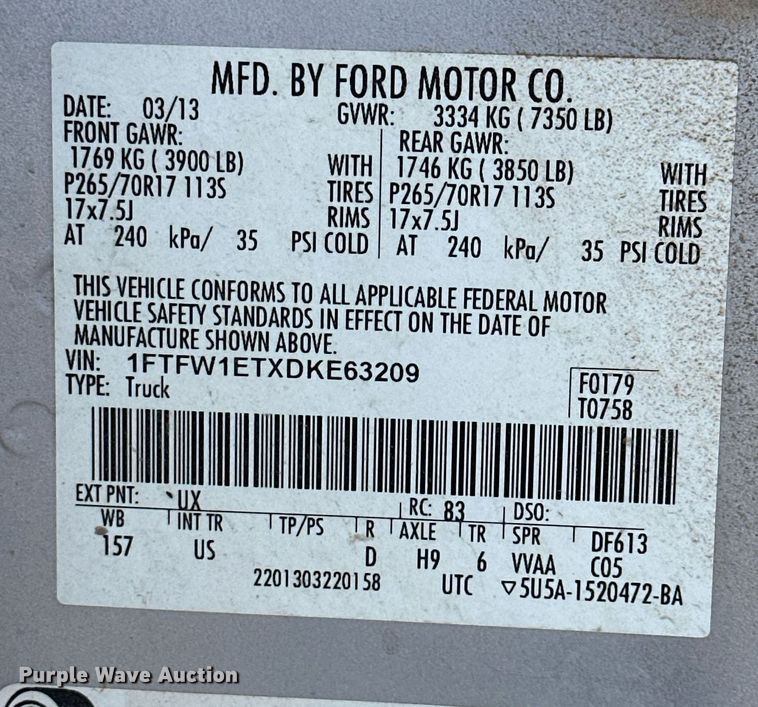 MFD. BY FORD MOTOR CO.
DATE: 03/13 GVWR: 3334 KG ( 7350 LB)
FRONT GAWR: REAR GAWR:
1769 KG ( 3900 LB) WITH 1746 KG ( 3850 LB) WITH
P265/70R17 113S TIRES P265/70R17 113S TIRES
17x7.5J RIMS 17x7.5J RIMS
AT 240 kPa/ 35 PSI COLD AT 240 kPa/ 35 PSI COLD
THIS VEHICLE CONFORMS TO ALL APPLICABLE FEDERAL MOTOR
VEHICLE SAFETY STANDARDS IN EFFECT ON THE DATE OF
MANUFACTURE SHOWN ABOVE.
VIN: 1FTFW1ETXDKE63209
TYPE: Truck
F0179
T0758
EXT PNT: UX RC: 83 DSO:
WB INT TR TP/PS R AXLE TR SPR DF613
157 US D H9 6 VVAA C05
2201303220158 UTC ▽5U5A-1520472-BA
Purple Wave Auction